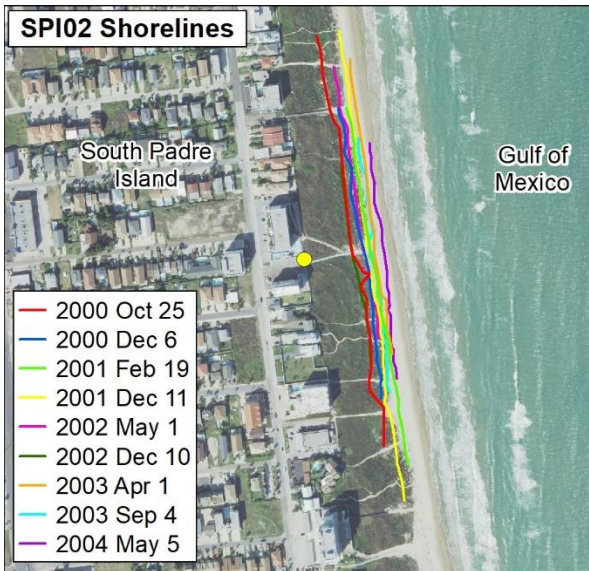 SPI02 Shorelines
South Padre
Island
Gulf of
Mexico
2000 Oct 25
2000 Dec 6
2001 Feb 19
2001 Dec 11
2002 May 1
2002 Dec 10
2003 Apr 1
2003 Sep 4
2004 May 5